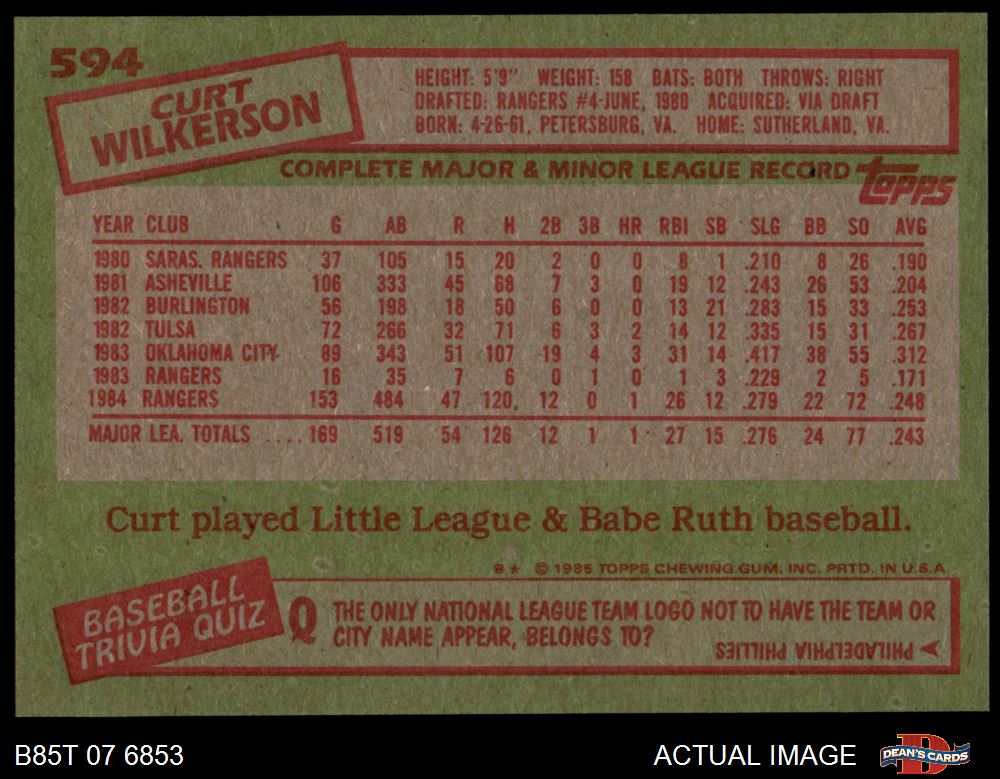 594
CURT
WILKERSON
HEIGHT: 5'9" WEIGHT: 158 BATS: BOTH THROWS: RIGHT
DRAFTED: RANGERS #4-JUNE, 1980 ACQUIRED: VIA DRAFT
BORN: 4-26-61, PETERSBURG, VA. HOME: SUTHERLAND, VA.
COMPLETE MAJOR & MINOR LEAGUE RECORD topps
YEAR CLUB G AB R H 2B 3B HR RBI SB SLG BB SO AVG
1980 SARAS. RANGERS 37 105 15 20 2 0 0 8 1 .210 8 26 .190
1981 ASHEVILLE 106 333 45 68 7 3 0 19 12 .243 26 53 .204
1982 BURLINGTON 56 198 18 50 6 0 0 13 21 .283 15 33 .253
1982 TULSA 72 266 32 71 6 3 2 14 12 .335 15 31 .267
1983 OKLAHOMA CITY 89 343 51 107 19 4 3 31 14 .417 38 55 .312
1983 RANGERS 16 35 7 6 0 1 0 1 3 .229 2 5 .171
1984 RANGERS 153 484 47 120 12 0 1 26 12 .279 22 72 .248
MAJOR LEA. TOTALS ....169 519 54 126 12 1 1 27 15 .276 24 77 .243
Curt played Little League & Babe Ruth baseball.
B* © 1985 TOPPS CHEWING GUM, INC. PRTD. IN U.S.A.
BASEBALL
TRIVIA QUIZ
Q THE ONLY NATIONAL LEAGUE TEAM LOGO NOT TO HAVE THE TEAM OR
CITY NAME APPEAR, BELONGS TO?
A PHILADELPHIA PHILLIES
B85T 07 6853
ACTUAL IMAGE
DEAN'S CARDS